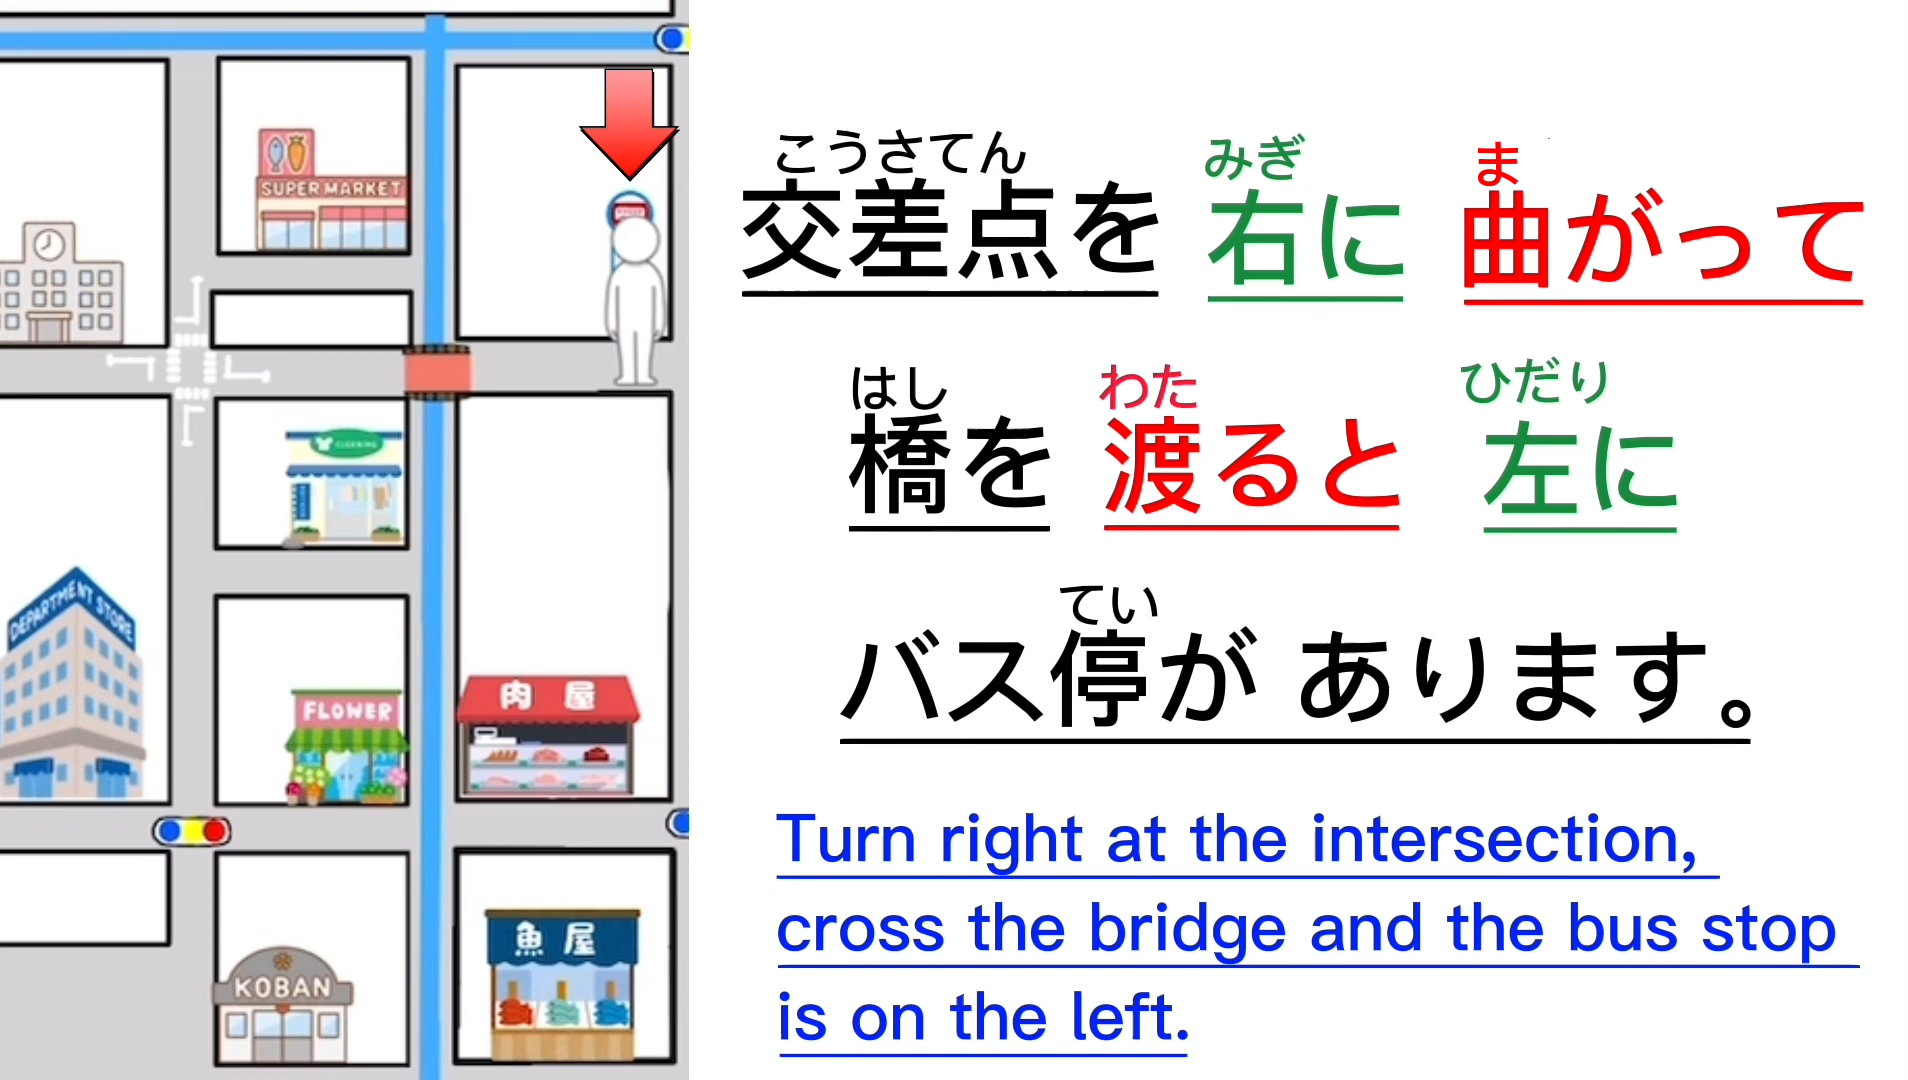 SUPER MARKET
CLEANING
DEPARTMENT STORE
FLOWER
肉屋
KOBAN
魚屋
こうさてん みぎ ま
交差点を 右に 曲がって
はし わた ひだり
橋を 渡ると 左に
てい
バス停が あります。
Turn right at the intersection,
cross the bridge and the bus stop
is on the left.